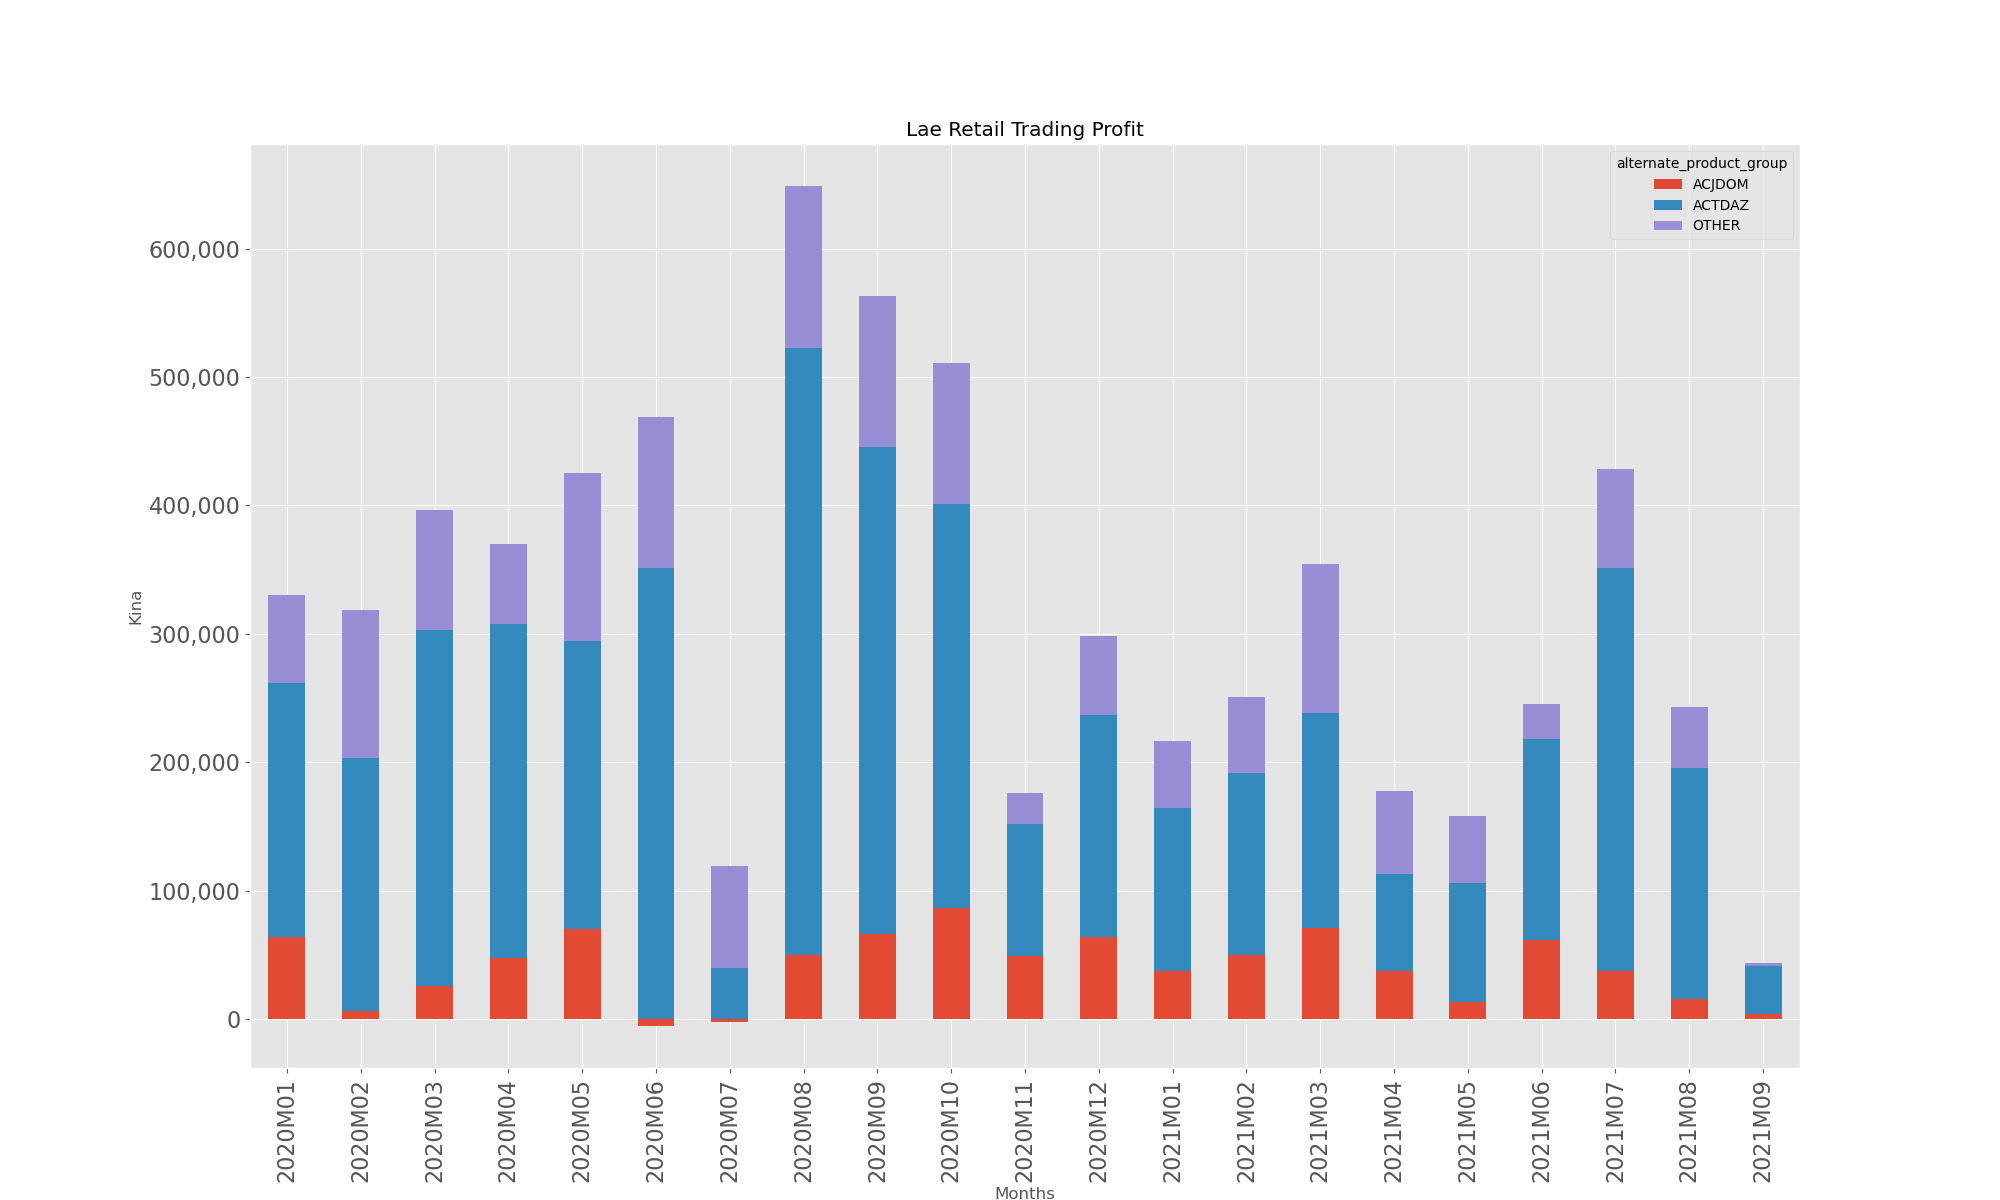 Lae Retail Trading Profit
alternate_product_group
ACJDOM
ACTDAZ
OTHER
600,000
500,000
400,000
300,000
200,000
100,000
0
Kina
2020M01
2020M02
2020M03
2020M04
2020M05
2020M06
2020M07
2020M08
2020M09
2020M10
2020M11
2020M12
2021M01
2021M02
2021M03
2021M04
2021M05
2021M06
2021M07
2021M08
2021M09
Months